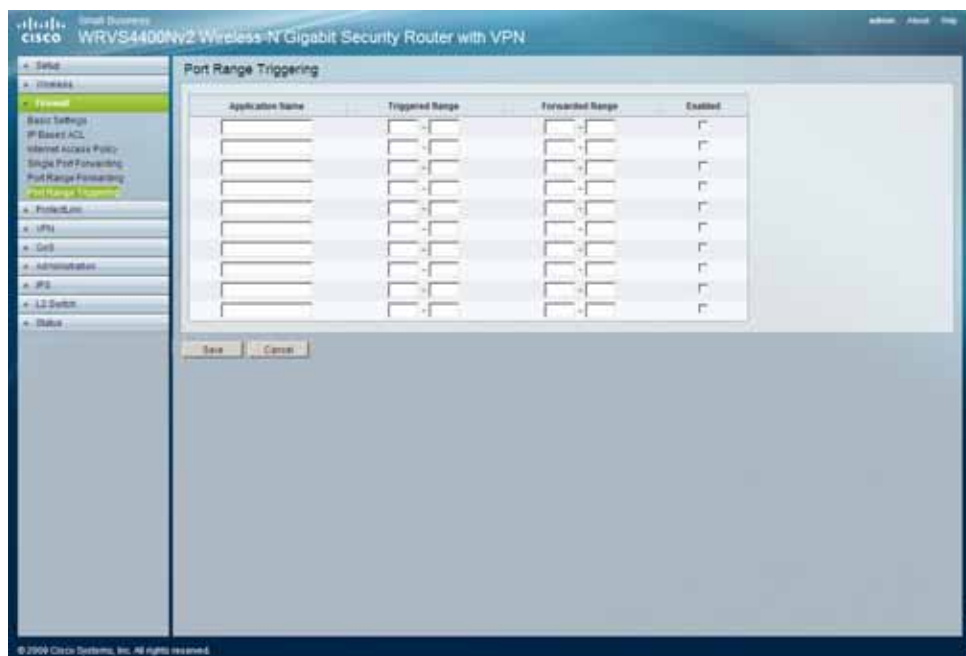 Small Business
CISCO WRVS4400Nv2 Wireless-N Gigabit Security Router with VPN
admin About Help
Setup
Wireless
Firewall
Basic Settings
IP Based ACL
Internet Access Policy
Single Port Forwarding
Port Range Forwarding
Port Range Triggering
ProtectLink
VPN
QoS
Administration
IPS
L2 Switch
Status
Port Range Triggering
Application Name Triggered Range Forwarded Range Enabled
- -
- -
- -
- -
- -
- -
- -
- -
- -
- -
Save Cancel
© 2009 Cisco Systems, Inc. All rights reserved.